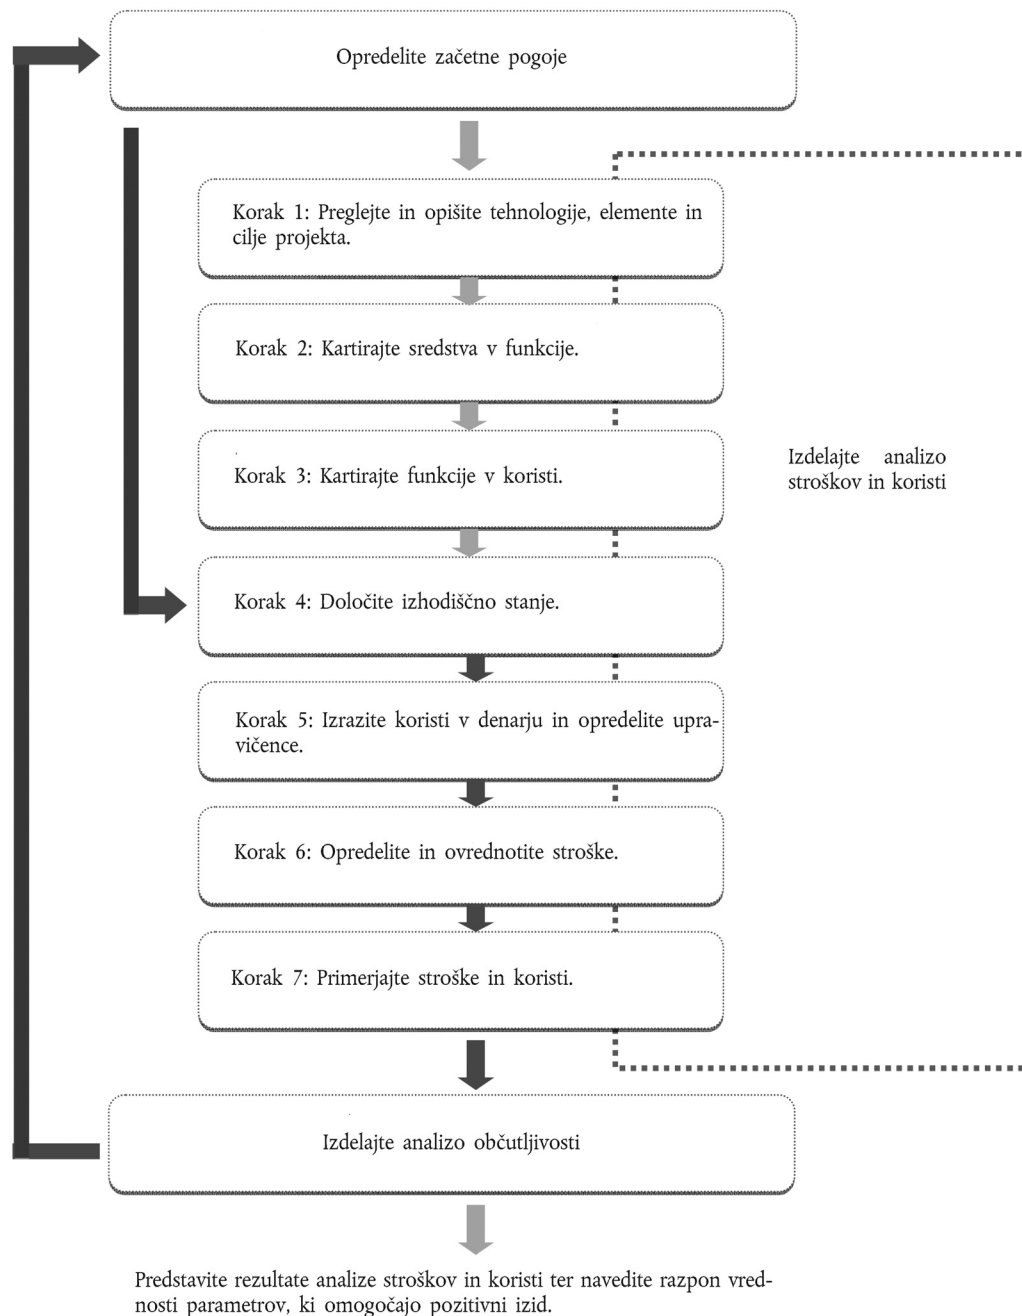 Opredelite začetne pogoje
Korak 1: Preglejte in opišite tehnologije, elemente in
cilje projekta.
Korak 2: Kartirajte sredstva v funkcije.
Korak 3: Kartirajte funkcije v koristi.
Izdelajte analizo
stroškov in koristi
Korak 4: Določite izhodiščno stanje.
Korak 5: Izrazite koristi v denarju in opredelite upra-
vičence.
Korak 6: Opredelite in ovrednotite stroške.
Korak 7: Primerjajte stroške in koristi.
Izdelajte analizo občutljivosti
Predstavite rezultate analize stroškov in koristi ter navedite razpon vred-
nosti parametrov, ki omogočajo pozitivni izid.